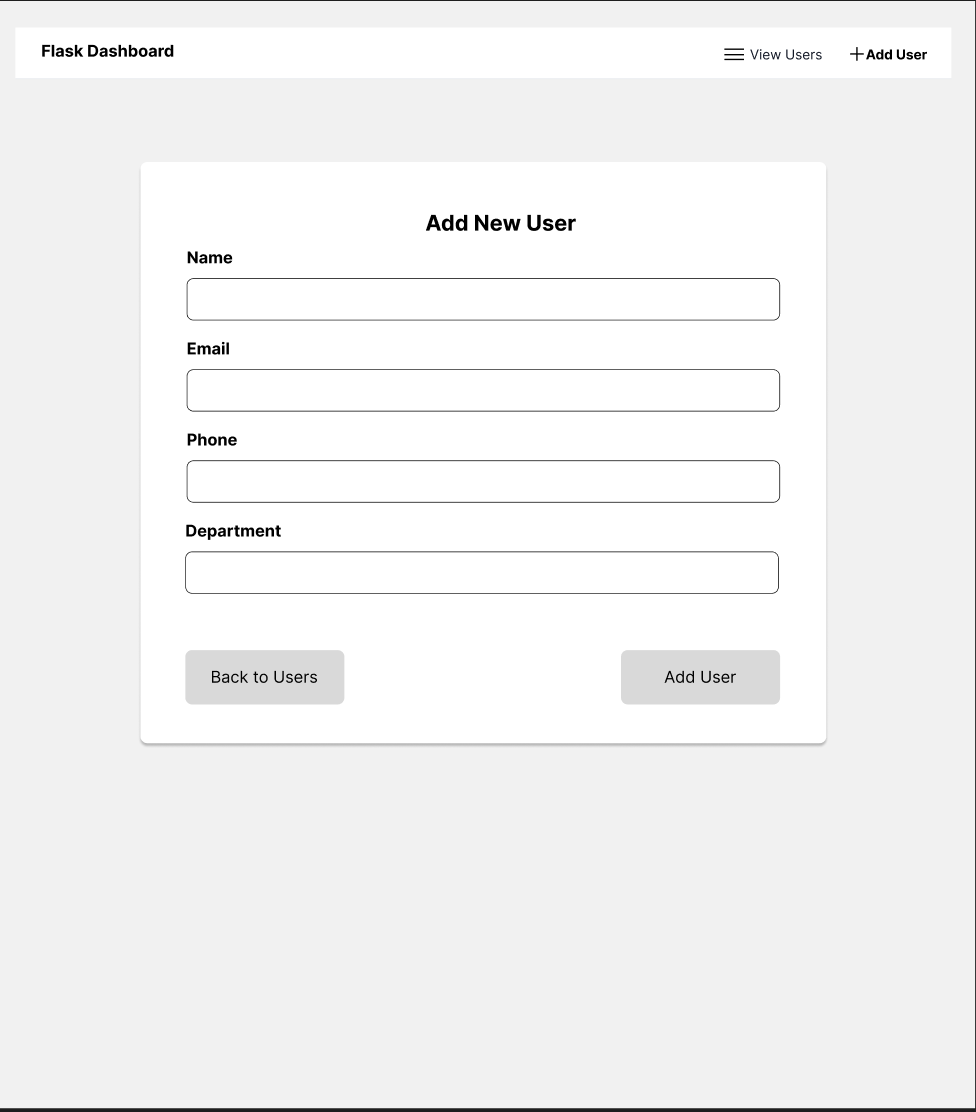 Flask Dashboard
View Users
Add User
Add New User
Name
Email
Phone
Department
Back to Users
Add User